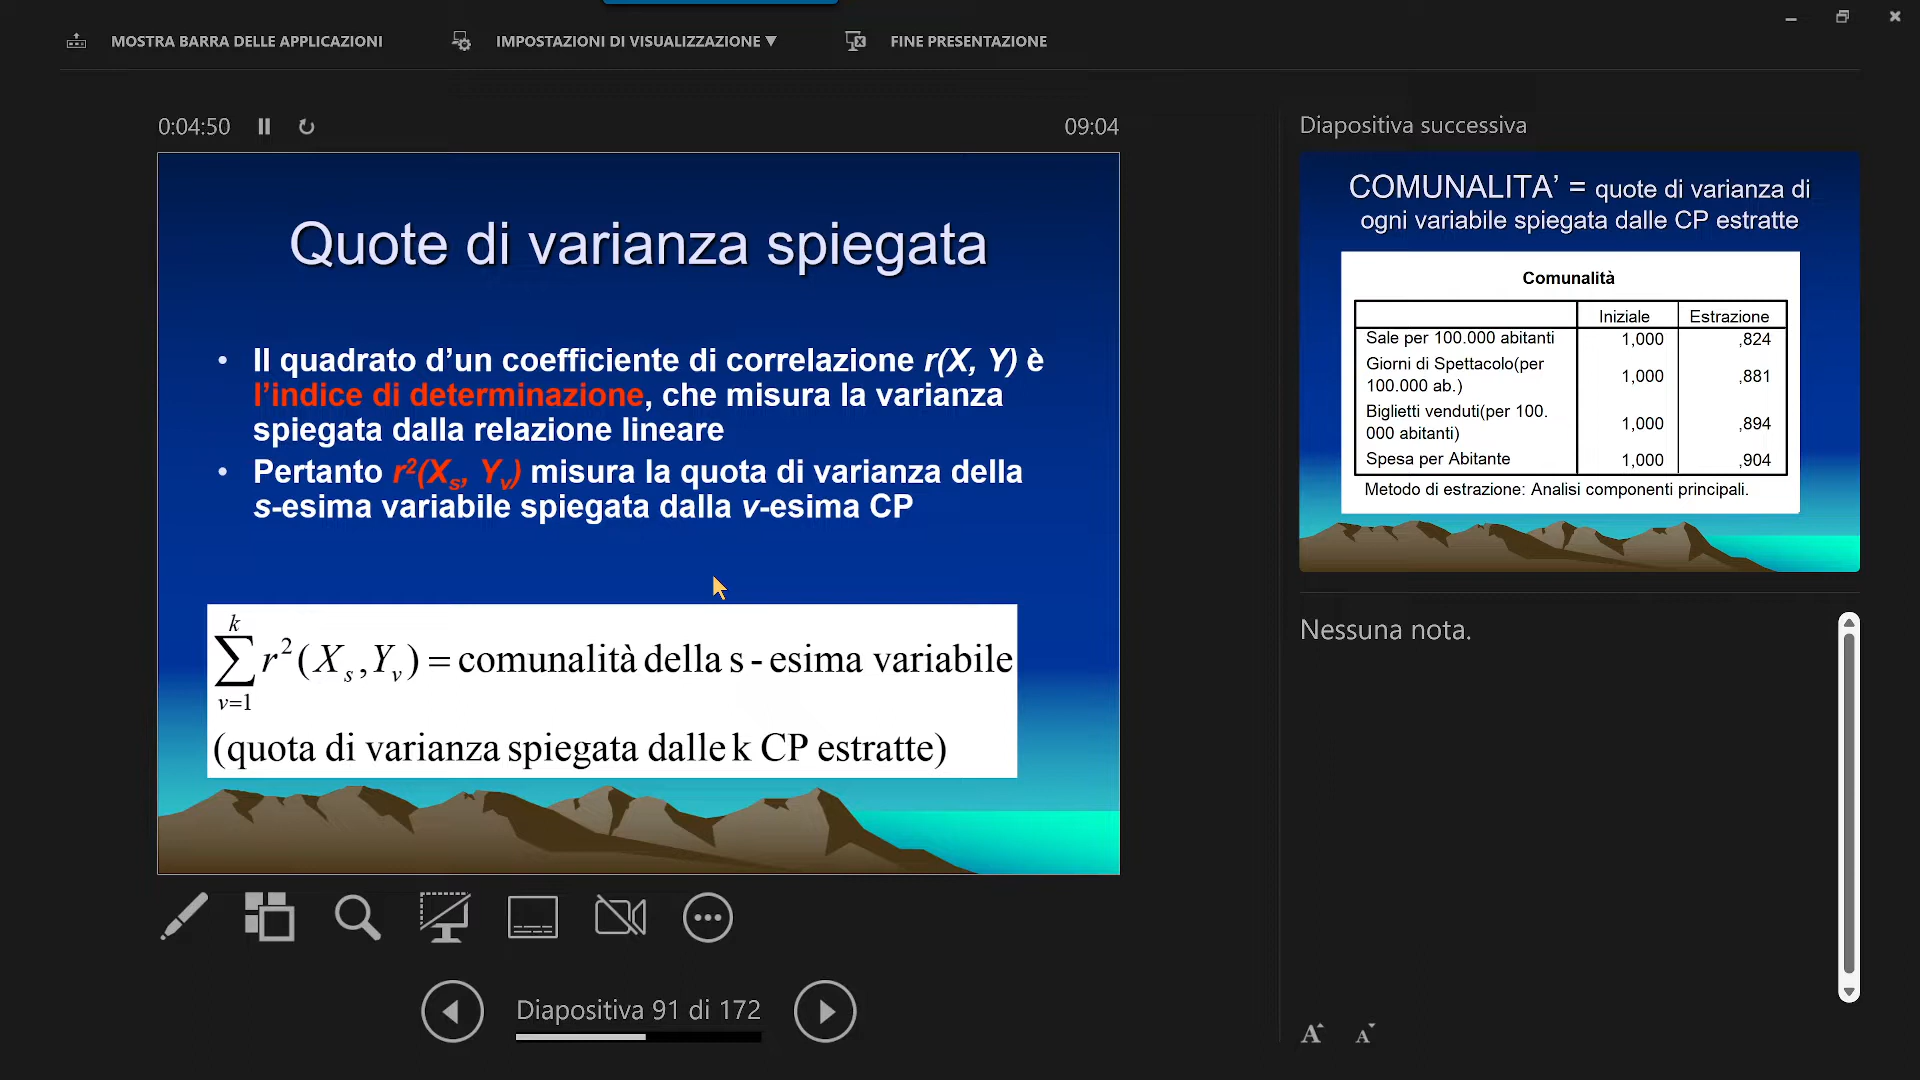 MOSTRA BARRA DELLE APPLICAZIONI
IMPOSTAZIONI DI VISUALIZZAZIONE ▼
FINE PRESENTAZIONE
0:04:50
09:04
Quote di varianza spiegata
• Il quadrato d’un coefficiente di correlazione r(X, Y) è
l’indice di determinazione, che misura la varianza
spiegata dalla relazione lineare
• Pertanto r²(Xₛ, Yᵥ) misura la quota di varianza della
s-esima variabile spiegata dalla v-esima CP
k
∑ r²(Xₛ,Yᵥ) = comunalità della s - esima variabile
v=1
(quota di varianza spiegata dalle k CP estratte)
Diapositiva 91 di 172
Diapositiva successiva
COMUNALITA’ = quote di varianza di
ogni variabile spiegata dalle CP estratte
Comunalità
Iniziale Estrazione
Sale per 100.000 abitanti 1,000 ,824
Giorni di Spettacolo(per
100.000 ab.) 1,000 ,881
Biglietti venduti(per 100.
000 abitanti) 1,000 ,894
Spesa per Abitante 1,000 ,904
Metodo di estrazione: Analisi componenti principali.
Nessuna nota.
A A